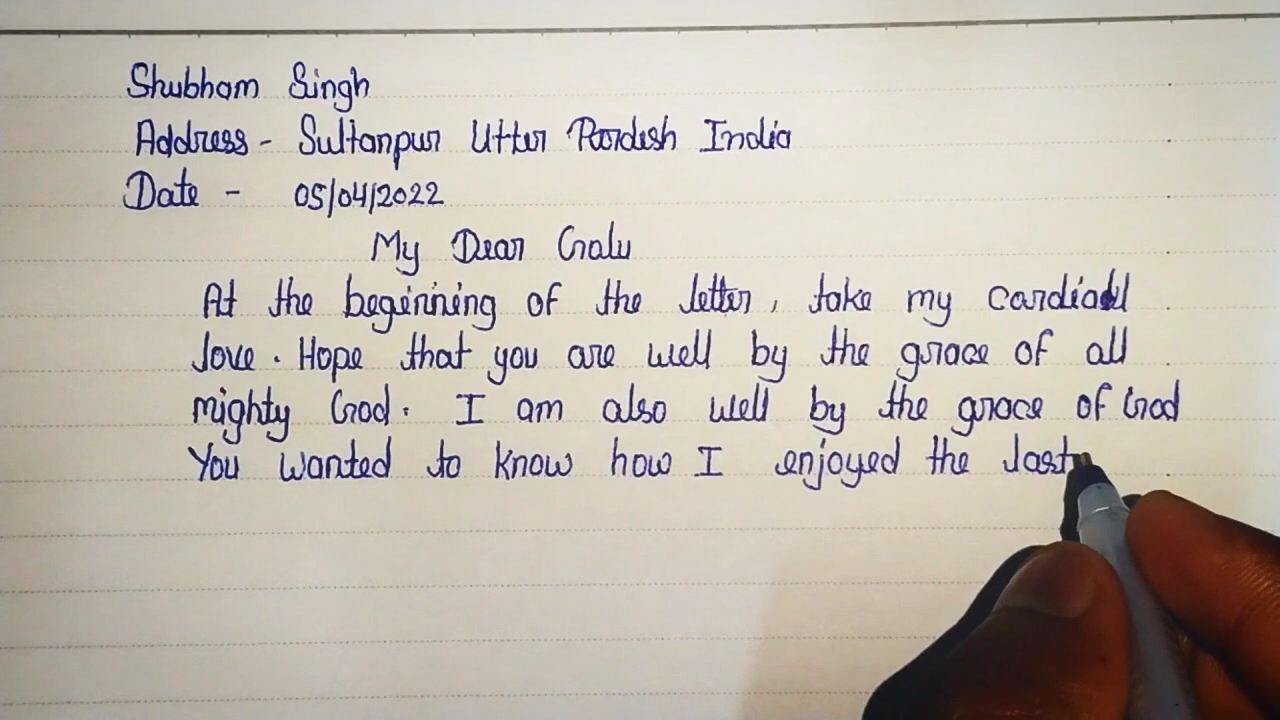 Shubham Singh
Address - Sultanpur Utter Pardesh India
Date - 05/04/2022
My Dear Galu
At the beginning of the letter, take my cardiaul
love. Hope that you are well by the grace of all
mighty God. I am also well by the grace of God
You wanted to know how I enjoyed the last